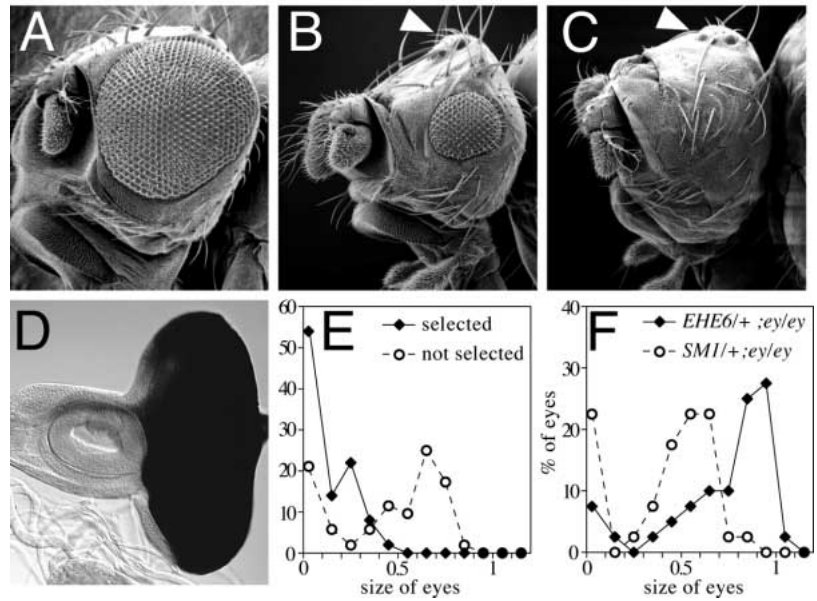 A
B
C
D
E
60
50
40
30
20
10
0
0
0.5
1
size of eyes
selected
not selected
F
40
30
20
10
0
% of eyes
0
0.5
1
size of eyes
EHE6/+ ;ey/ey
SM1/+;ey/ey